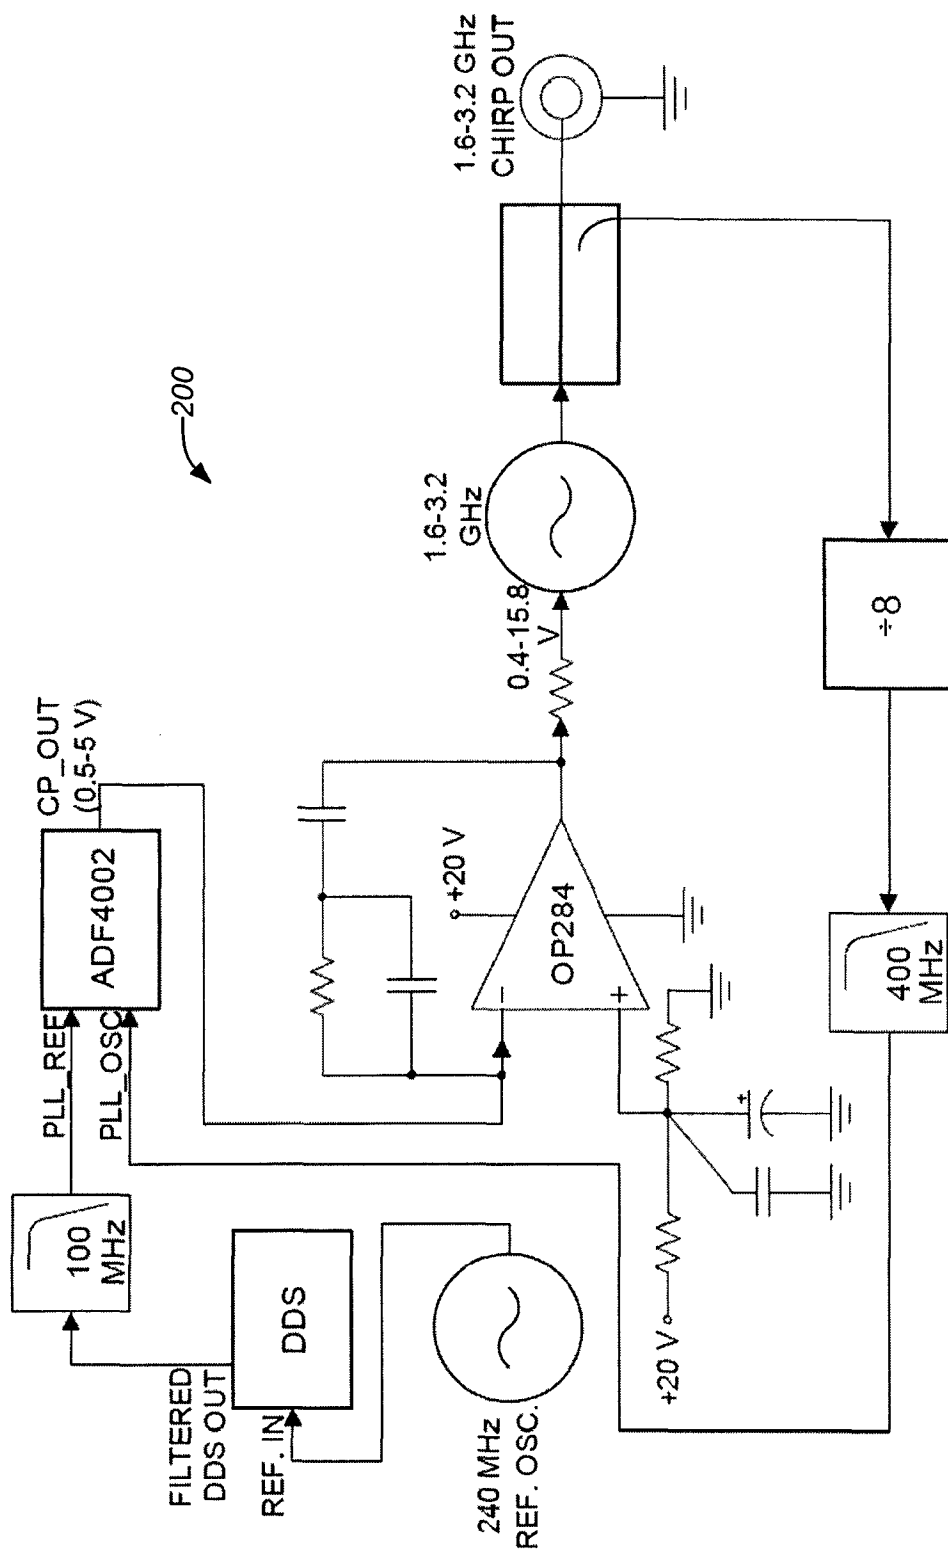 200
FILTERED
DDS OUT
100
MHz
PLL_REF
PLL_OSC
ADF4002
CP_OUT
(0.5-5 V)
REF. IN
DDS
240 MHz
REF. OSC.
+20 V
OP284
-
+
+20 V
0.4-15.8
V
1.6-3.2
GHz
1.6-3.2 GHz
CHIRP OUT
+
400
MHz
÷8